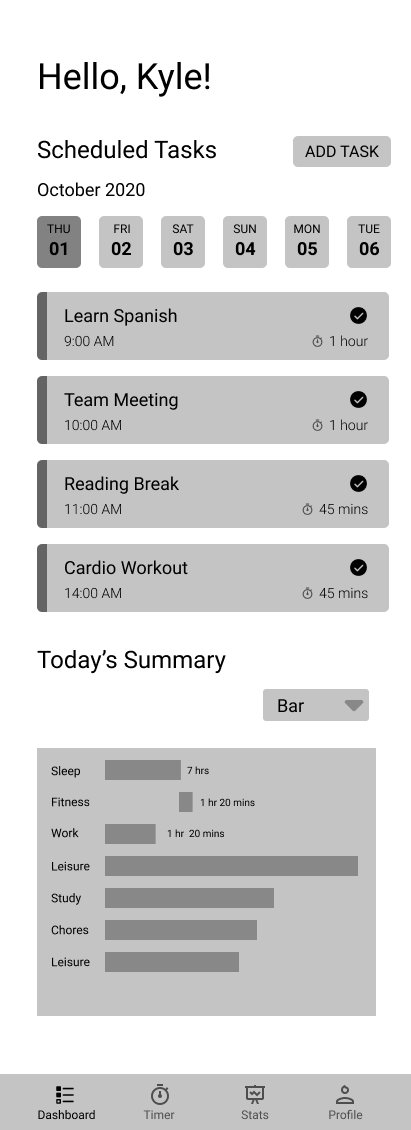 Hello, Kyle!
Scheduled Tasks
ADD TASK
October 2020
THU FRI SAT SUN MON TUE
01 02 03 04 05 06
Learn Spanish
9:00 AM 1 hour
Team Meeting
10:00 AM 1 hour
Reading Break
11:00 AM 45 mins
Cardio Workout
14:00 AM 45 mins
Today’s Summary
Bar
Sleep 7 hrs
Fitness 1 hr 20 mins
Work 1 hr 20 mins
Leisure
Study
Chores
Leisure
Dashboard Timer Stats Profile